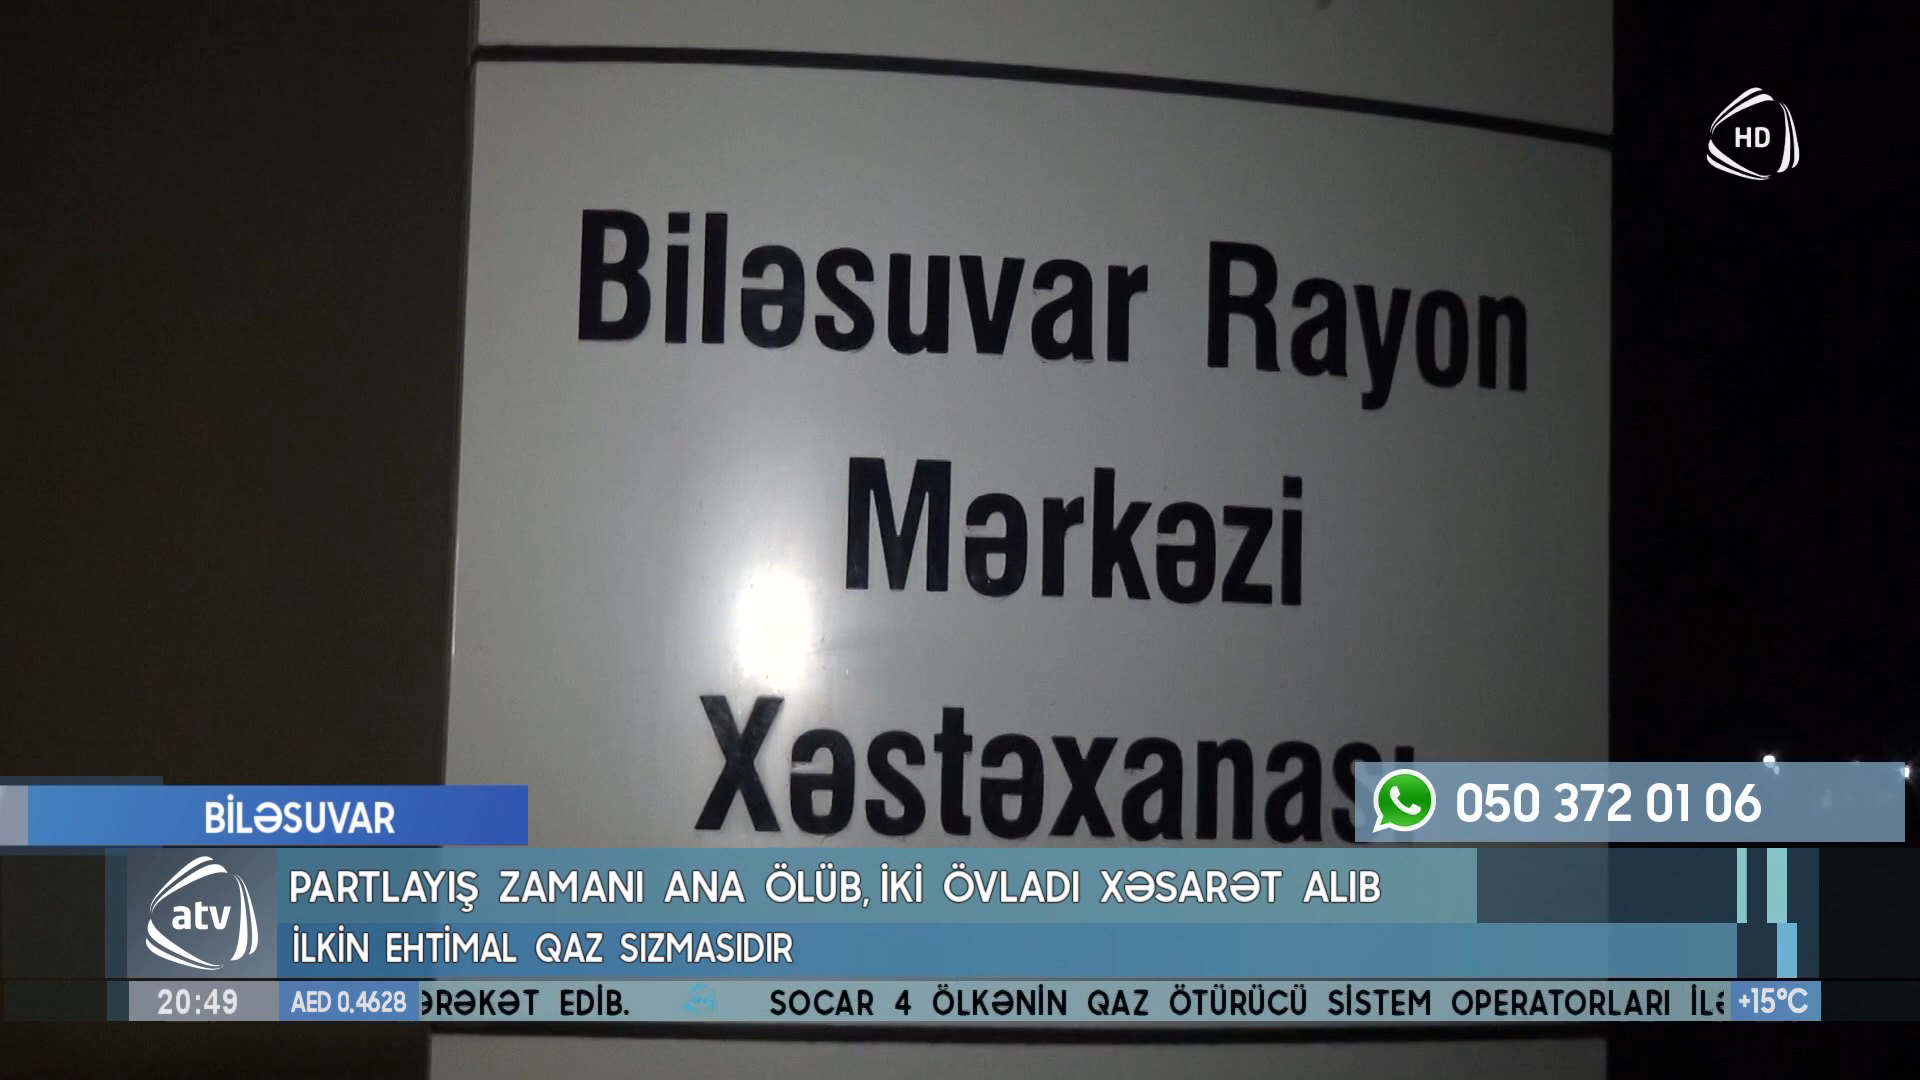 HD
Biləsuvar Rayon
Mərkəzi
Xəstəxanası
BİLƏSUVAR
050 372 01 06
atv
PARTLAYIŞ ZAMANI ANA ÖLÜB, İKİ ÖVLADI XƏSARƏT ALIB
İLKİN EHTİMAL QAZ SIZMASIDIR
20:49 AED 0.4628 ƏRƏKƏT EDİB. SOCAR 4 ÖLKƏNİN QAZ ÖTÜRÜCÜ SİSTEM OPERATORLARI İLƏ +15°C